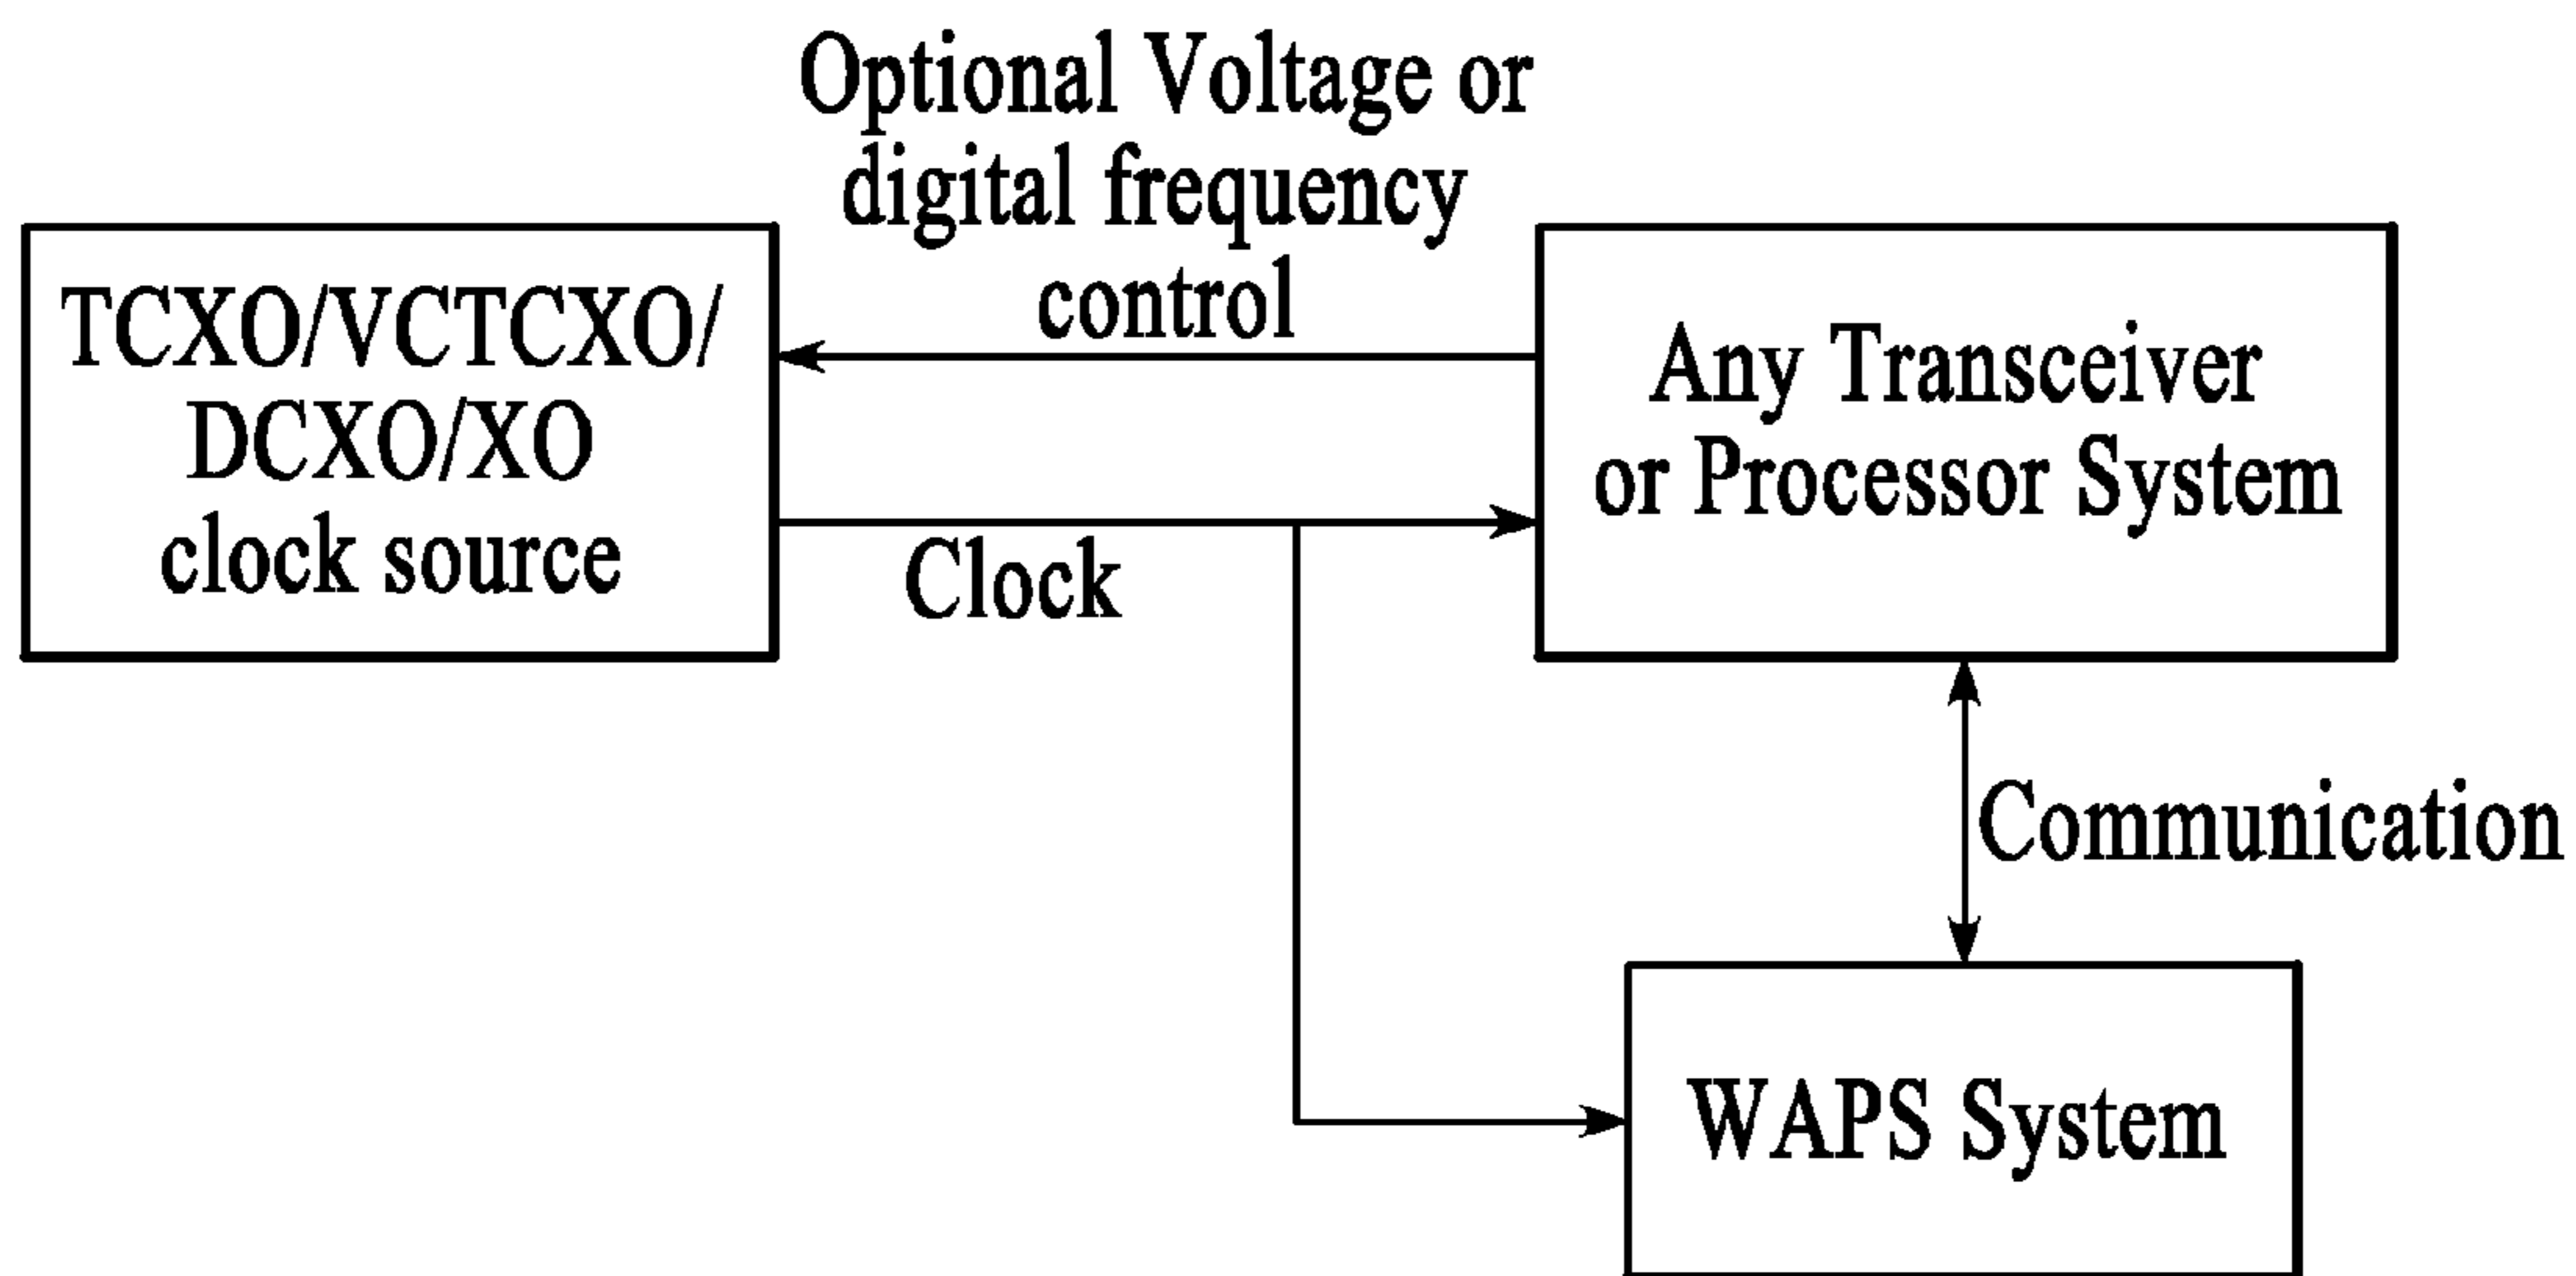 Optional Voltage or
digital frequency
control
TCXO/VCTCXO/
DCXO/XO
clock source
Any Transceiver
or Processor System
Clock
Communication
WAPS System